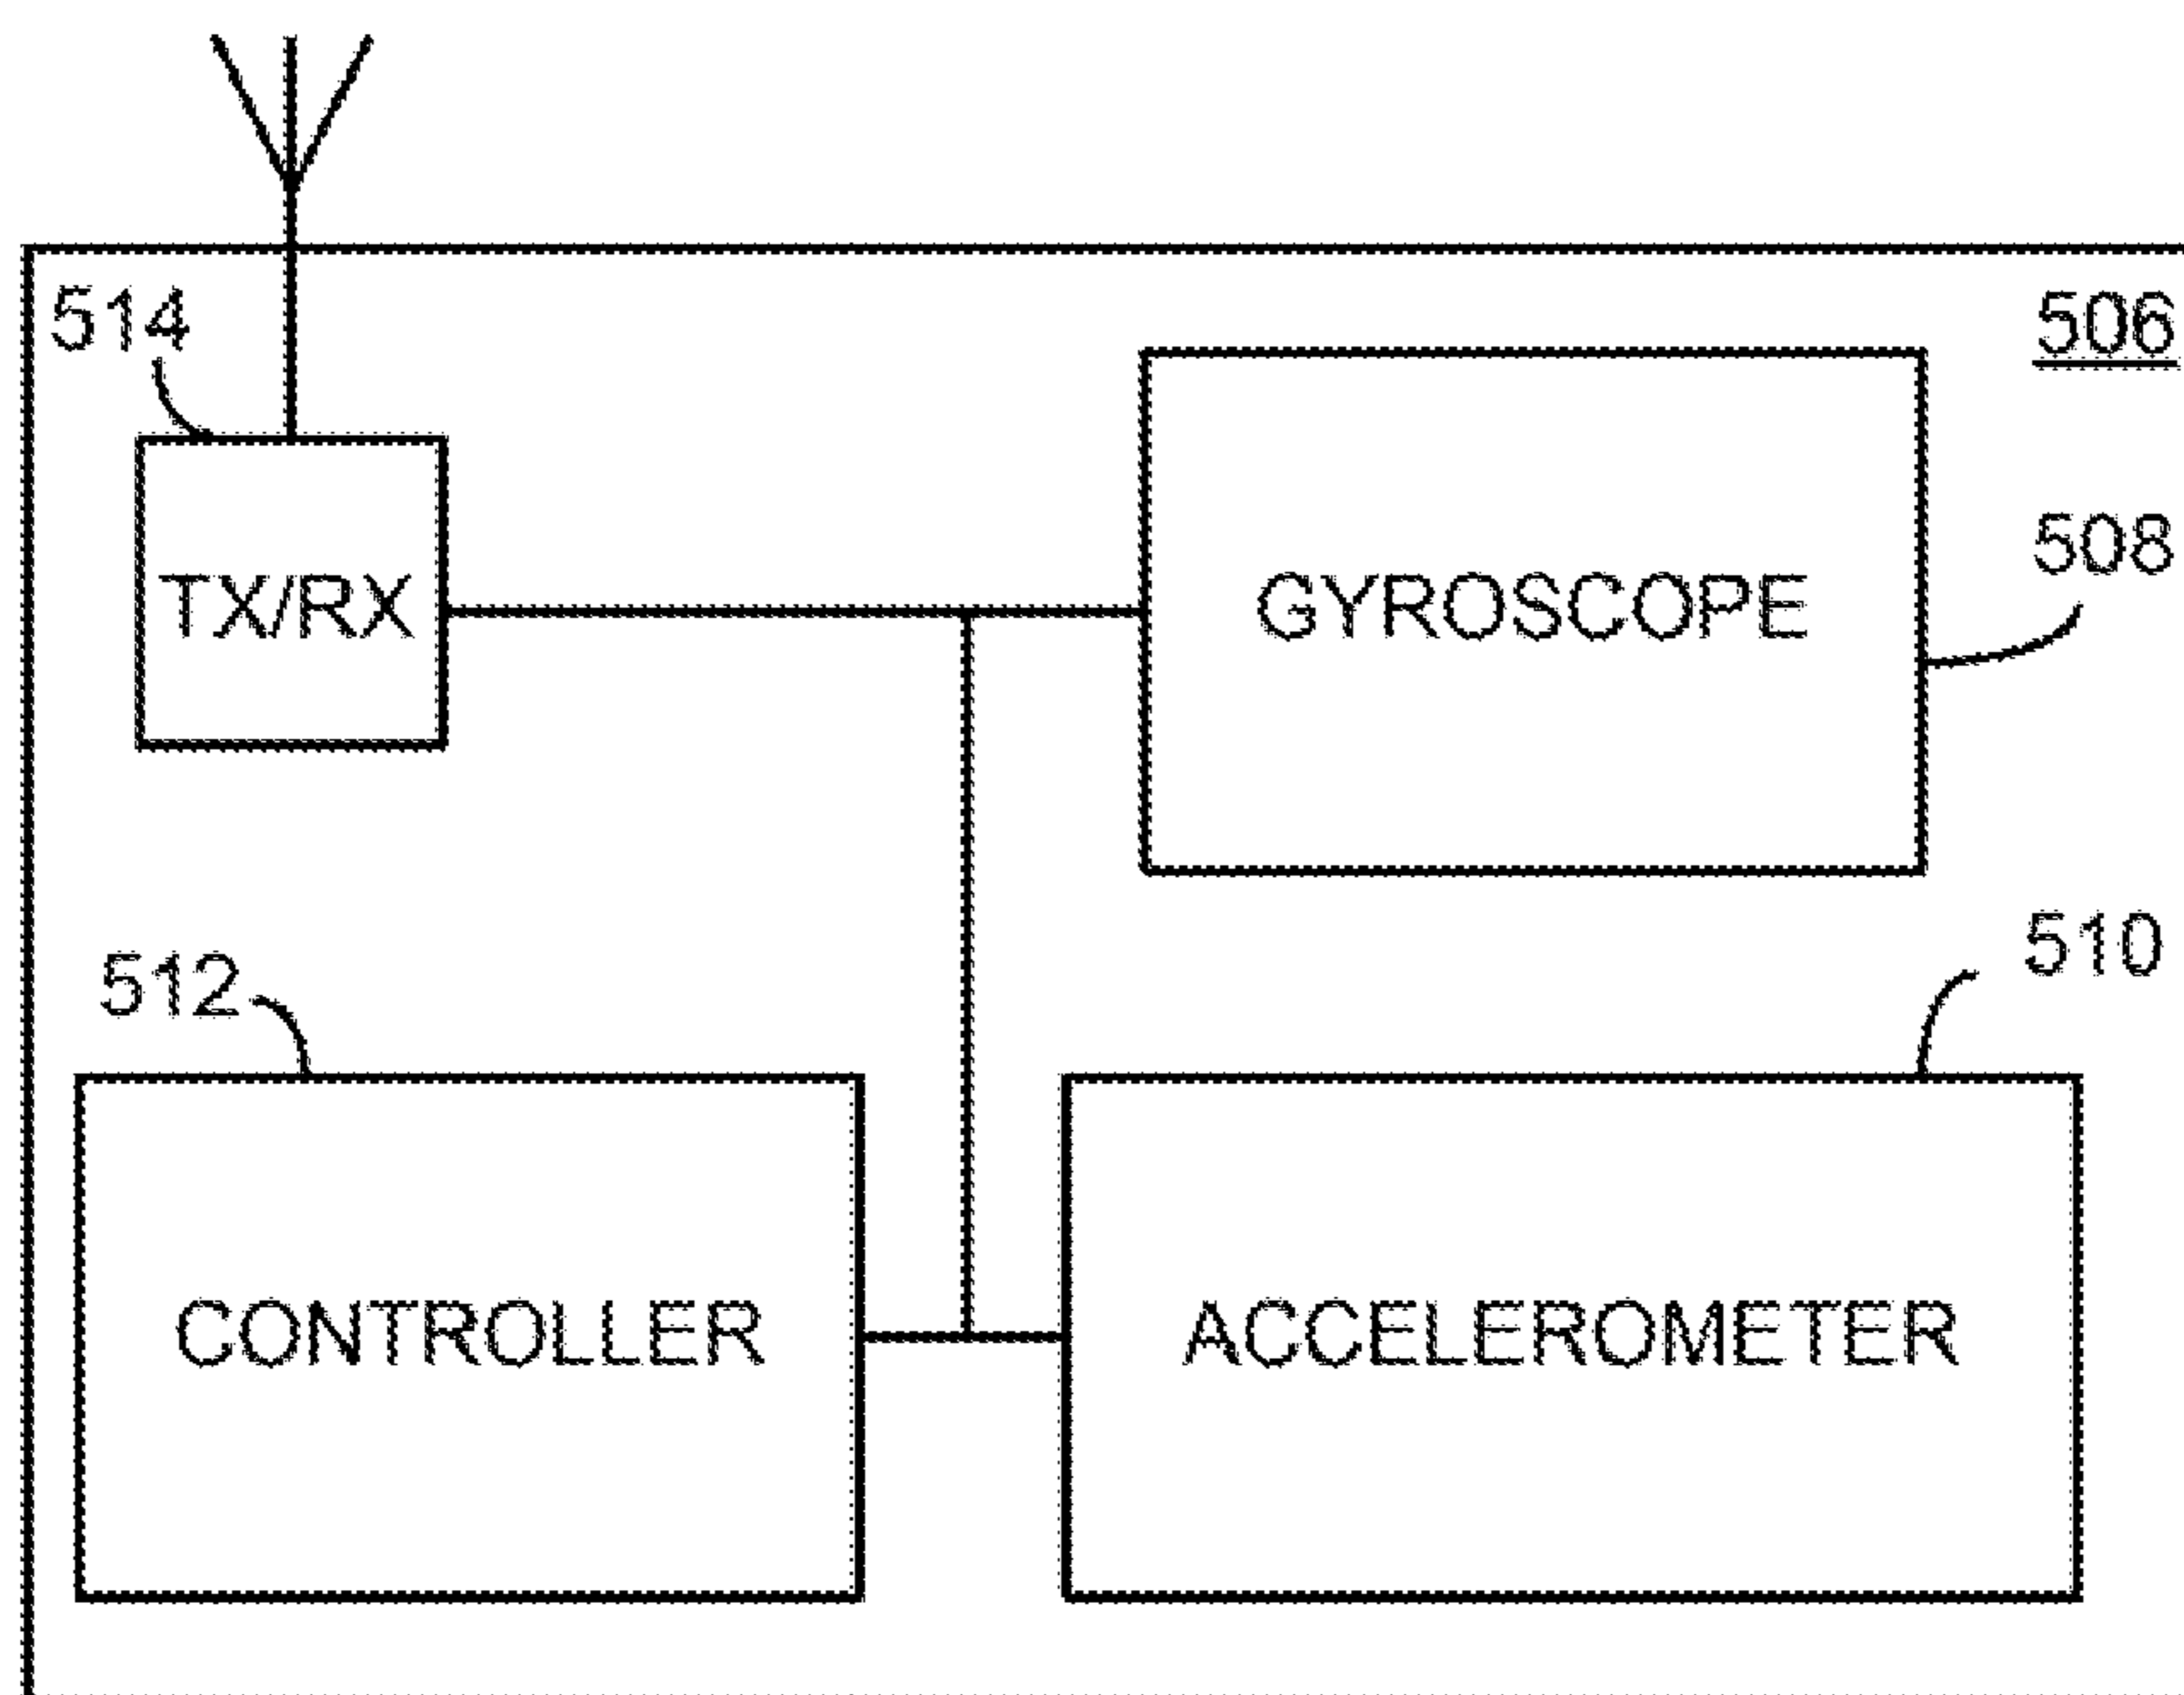 514
506
TX/RX
GYROSCOPE
508
512
510
CONTROLLER
ACCELEROMETER